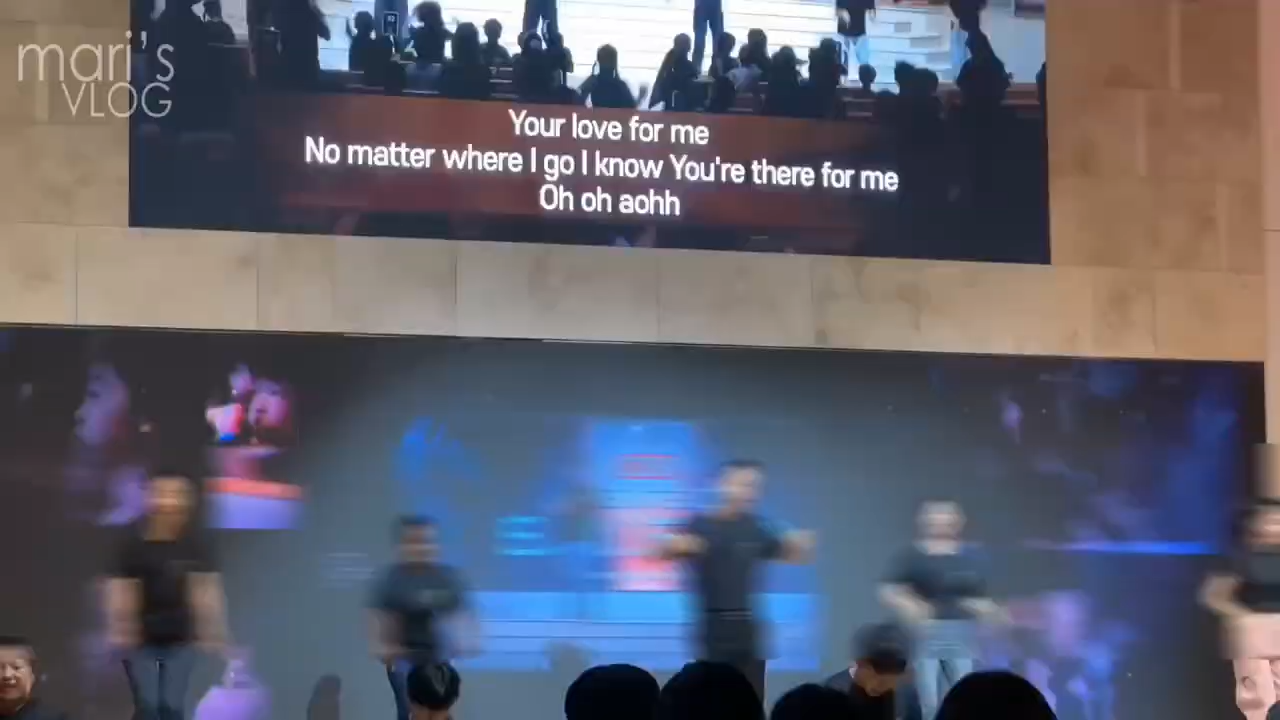 mari's
VLOG
Your love for me
No matter where I go I know You're there for me
Oh oh aohh